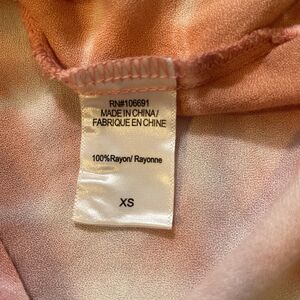 RN#106691
MADE IN CHINA/
FABRIQUE EN CHINE
100%Rayon/ Rayonne
XS